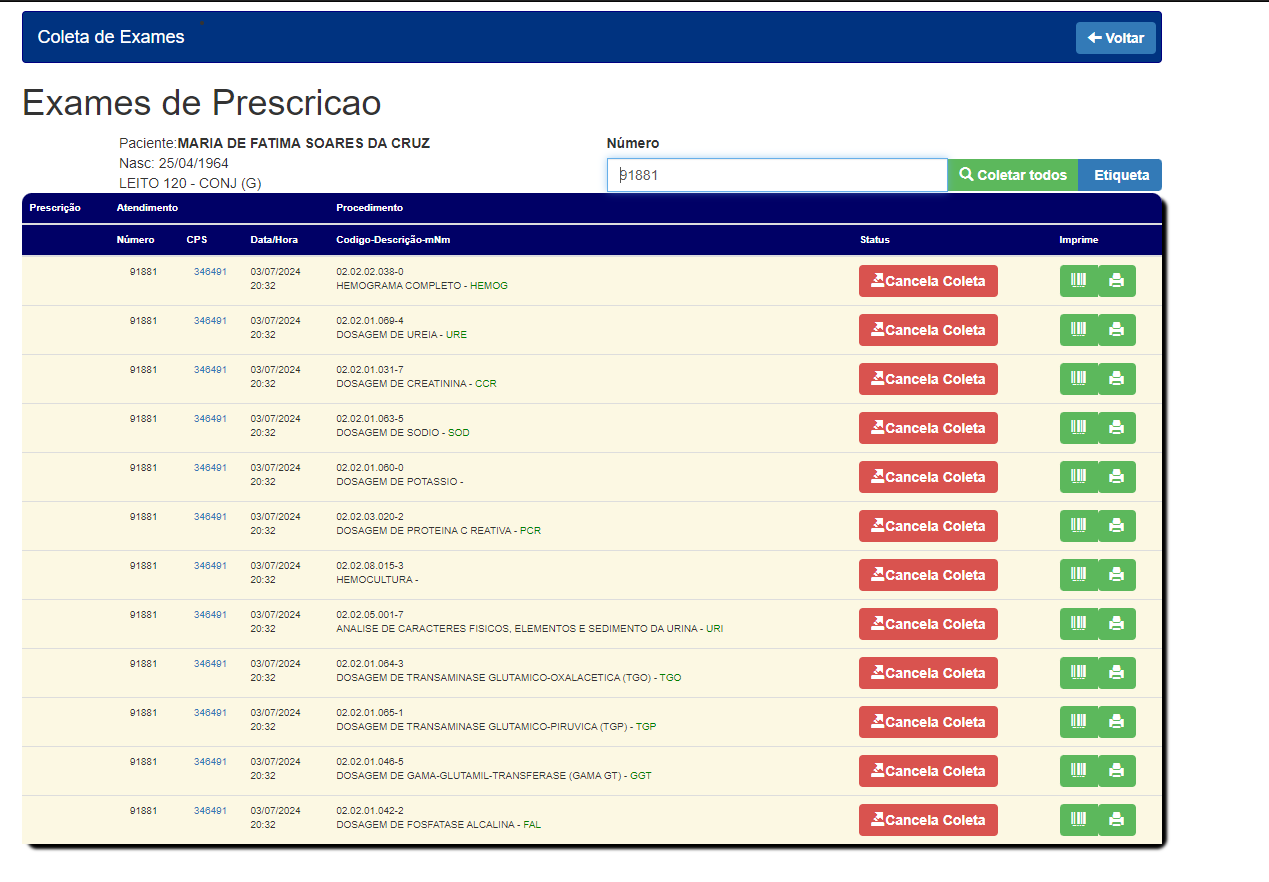 Coleta de Exames
Voltar
Exames de Prescricao
Paciente:MARIA DE FATIMA SOARES DA CRUZ
Nasc: 25/04/1964
LEITO 120 - CONJ (G)
Número
91881
Coletar todos
Etiqueta
Prescrição Atendimento Procedimento
Número CPS Data/Hora Codigo-Descrição-mNm Status Imprime
91881 346491 03/07/2024 02.02.02.038-0 Cancela Coleta
20:32 HEMOGRAMA COMPLETO - HEMOG
91881 346491 03/07/2024 02.02.01.069-4 Cancela Coleta
20:32 DOSAGEM DE UREIA - URE
91881 346491 03/07/2024 02.02.01.031-7 Cancela Coleta
20:32 DOSAGEM DE CREATININA - CCR
91881 346491 03/07/2024 02.02.01.063-5 Cancela Coleta
20:32 DOSAGEM DE SODIO - SOD
91881 346491 03/07/2024 02.02.01.060-0 Cancela Coleta
20:32 DOSAGEM DE POTASSIO -
91881 346491 03/07/2024 02.02.03.020-2 Cancela Coleta
20:32 DOSAGEM DE PROTEINA C REATIVA - PCR
91881 346491 03/07/2024 02.02.08.015-3 Cancela Coleta
20:32 HEMOCULTURA -
91881 346491 03/07/2024 02.02.05.001-7 Cancela Coleta
20:32 ANALISE DE CARACTERES FISICOS, ELEMENTOS E SEDIMENTO DA URINA - URI
91881 346491 03/07/2024 02.02.01.064-3 Cancela Coleta
20:32 DOSAGEM DE TRANSAMINASE GLUTAMICO-OXALACETICA (TGO) - TGO
91881 346491 03/07/2024 02.02.01.065-1 Cancela Coleta
20:32 DOSAGEM DE TRANSAMINASE GLUTAMICO-PIRUVICA (TGP) - TGP
91881 346491 03/07/2024 02.02.01.046-5 Cancela Coleta
20:32 DOSAGEM DE GAMA-GLUTAMIL-TRANSFERASE (GAMA GT) - GGT
91881 346491 03/07/2024 02.02.01.042-2 Cancela Coleta
20:32 DOSAGEM DE FOSFATASE ALCALINA - FAL